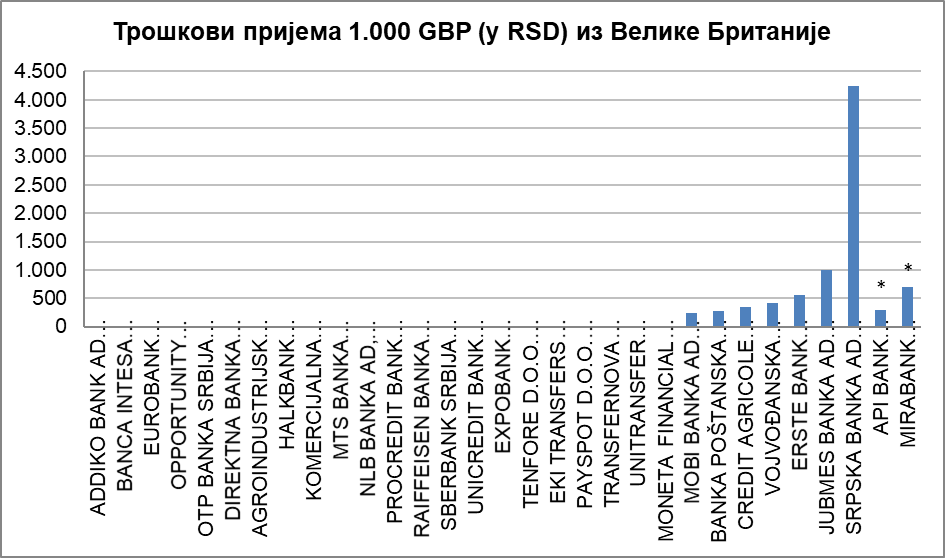 Трошкови пријема 1.000 GBP (у RSD) из Велике Британије
4.500
4.000
3.500
3.000
2.500
2.000
1.500
1.000
500
0
*
*
ADDIKO BANK AD...
BANCA INTESA...
EUROBANK...
OPPORTUNITY...
OTP BANKA SRBIJA...
DIREKTNA BANKA...
AGROINDUSTRIJSK...
HALKBANK...
KOMERCIJALNA...
MTS BANKA...
NLB BANKA AD,...
PROCREDIT BANK...
RAIFFEISEN BANKA...
SBERBANK SRBIJA...
UNICREDIT BANK...
EXPOBANK...
TENFORE D.O.O...
EKI TRANSFERS...
PAYSPOT D.O.O...
TRANSFERNOVA...
UNITRANSFER...
MONETA FINANCIAL...
MOBI BANKA AD...
BANKA POŠTANSKA...
CREDIT AGRICOLE...
VOJVOĐANSKA...
ERSTE BANK...
JUBMES BANKA AD...
SRPSKA BANKA AD...
API BANK...
MIRABANK...